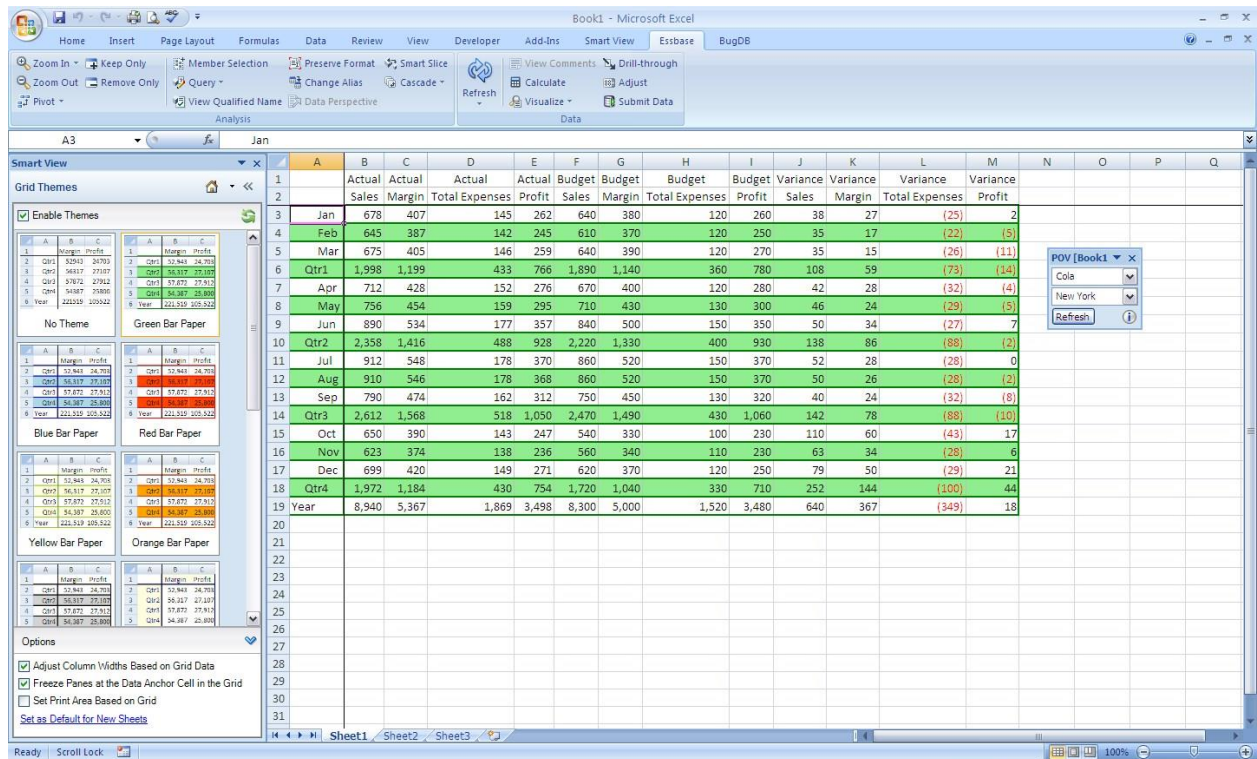 Book1 - Microsoft Excel
Home Insert Page Layout Formulas Data Review View Developer Add-Ins Smart View Essbase BugDB
Zoom In Keep Only Member Selection Preserve Format Smart Slice View Comments Drill-through
Zoom Out Remove Only Query Change Alias Cascade Refresh Calculate Adjust
Pivot View Qualified Name Data Perspective Visualize Submit Data
Analysis Data
A3 fx Jan
Smart View
Grid Themes
Enable Themes
No Theme Green Bar Paper
Blue Bar Paper Red Bar Paper
Yellow Bar Paper Orange Bar Paper
Options
Adjust Column Widths Based on Grid Data
Freeze Panes at the Data Anchor Cell in the Grid
Set Print Area Based on Grid
Set as Default for New Sheets
A B C D E F G H I J K L M N O P Q
1 Actual Actual Actual Actual Budget Budget Budget Budget Variance Variance Variance Variance
2 Sales Margin Total Expenses Profit Sales Margin Total Expenses Profit Sales Margin Total Expenses Profit
3 Jan 678 407 145 262 640 380 120 260 38 27 (25) 2
4 Feb 645 387 142 245 610 370 120 250 35 17 (22) (5)
5 Mar 675 405 146 259 640 390 120 270 35 15 (26) (11)
6 Qtr1 1,998 1,199 433 766 1,890 1,140 360 780 108 59 (73) (14)
7 Apr 712 428 152 276 670 400 120 280 42 28 (32) (4)
8 May 756 454 159 295 710 430 130 300 46 24 (29) (5)
9 Jun 890 534 177 357 840 500 150 350 50 34 (27) 7
10 Qtr2 2,358 1,416 488 928 2,220 1,330 400 930 138 86 (88) (2)
11 Jul 912 548 178 370 860 520 150 370 52 28 (28) 0
12 Aug 910 546 178 368 860 520 150 370 50 26 (28) (2)
13 Sep 790 474 162 312 750 450 130 320 40 24 (32) (8)
14 Qtr3 2,612 1,568 518 1,050 2,470 1,490 430 1,060 142 78 (88) (10)
15 Oct 650 390 143 247 540 330 100 230 110 60 (43) 17
16 Nov 623 374 138 236 560 340 110 230 63 34 (28) 6
17 Dec 699 420 149 271 620 370 120 250 79 50 (29) 21
18 Qtr4 1,972 1,184 430 754 1,720 1,040 330 710 252 144 (100) 44
19 Year 8,940 5,367 1,869 3,498 8,300 5,000 1,520 3,480 640 367 (349) 18
20
21
22
23
24
25
26
27
28
29
30
31
POV [Book1
Cola
New York
Refresh
Sheet1 Sheet2 Sheet3
Ready Scroll Lock 100%